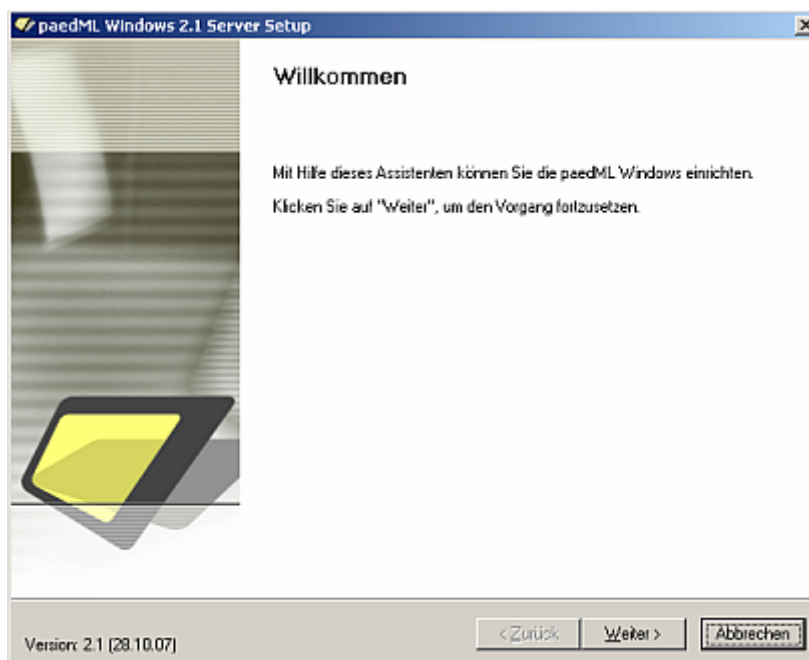 paedML Windows 2.1 Server Setup
Willkommen
Mit Hilfe dieses Assistenten können Sie die paedML Windows einrichten.
Klicken Sie auf "Weiter", um den Vorgang fortzusetzen.
Version: 2.1 (28.10.07)
< Zurück
Weiter >
Abbrechen